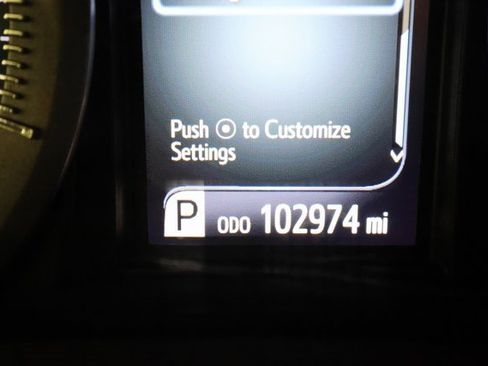 Push ⦿ to Customize
Settings
P ODO 102974 mi